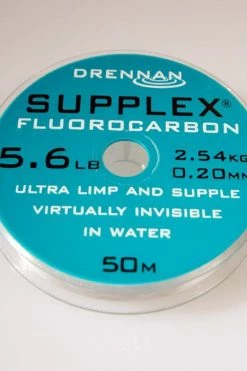 DRENNAN
SUPPLEX®
FLUOROCARBON
5.6LB 2.54KG
0.20MM
ULTRA LIMP AND SUPPLE
VIRTUALLY INVISIBLE
IN WATER
50M